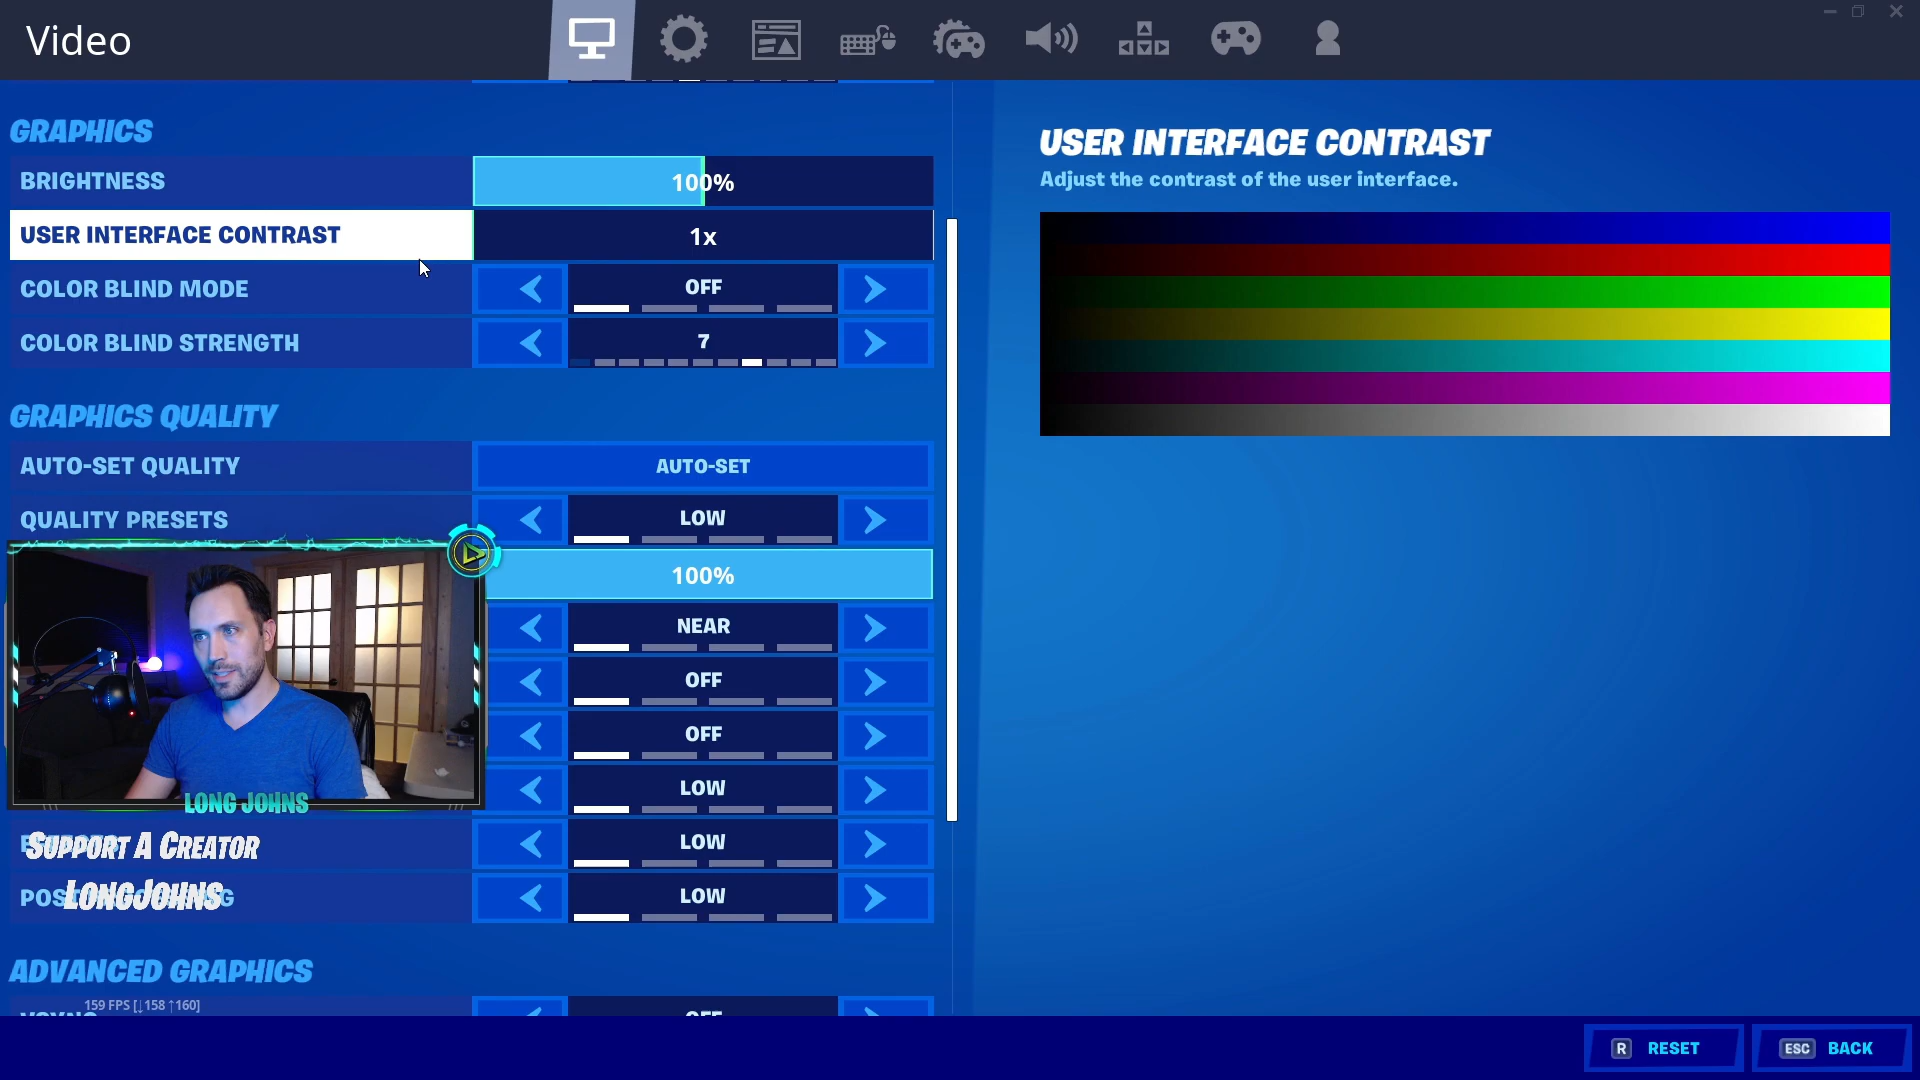 Video
GRAPHICS
BRIGHTNESS
100%
USER INTERFACE CONTRAST
1x
COLOR BLIND MODE
OFF
COLOR BLIND STRENGTH
7
GRAPHICS QUALITY
AUTO-SET QUALITY
AUTO-SET
QUALITY PRESETS
LOW
100%
NEAR
OFF
OFF
LOW
LONG JOHNS
SUPPORT A CREATOR
LOW
LONGJOHNS
LOW
ADVANCED GRAPHICS
159 FPS [↓158 ↑160]
VSYNC
OFF
USER INTERFACE CONTRAST
Adjust the contrast of the user interface.
R RESET
ESC BACK